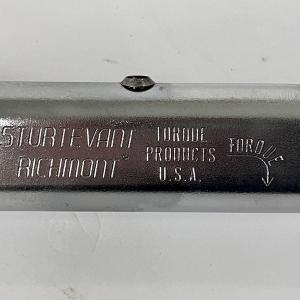 STURTEVANT
RICHMONT
TORQUE
PRODUCTS
U.S.A.
TORQUE